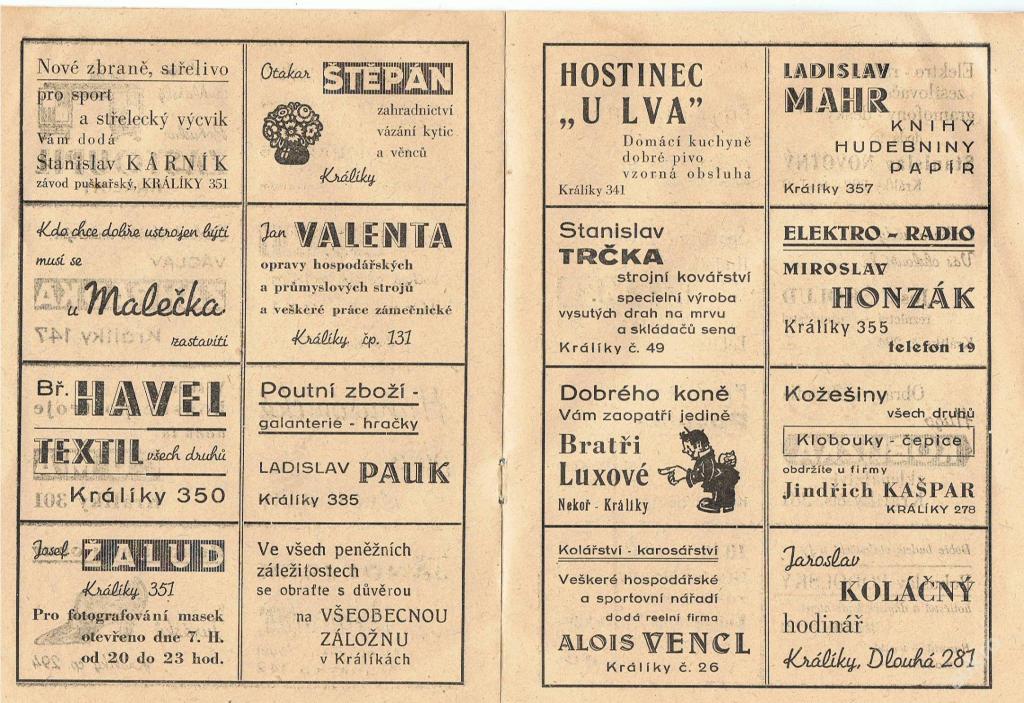 Nové zbraně, střelivo
pro sport
a střelecký výcvik
Vám dodá
Stanislav KÁRNÍK
závod puškařský, KRÁLÍKY 351
Otakar ŠTĚPÁN
zahradnictví
vázání kytic
a věnců
Králíky
Kdo chce dobře ustrojen býti
musí se
u Malečka
zastaviti
Jan VALENTA
opravy hospodářských
a průmyslových strojů
a veškeré práce zámečnické
Králíky čp. 131
Bř. HAVEL
TEXTIL všech druhů
Králíky 350
Poutní zboží -
galanterie - hračky
LADISLAV PAUK
Králíky 335
Josef ŽALUD
Králíky 351
Pro fotografování masek
otevřeno dne 7. II.
od 20 do 23 hod.
Ve všech peněžních
záležitostech
se obraťte s důvěrou
na VŠEOBECNOU
ZÁLOŽNU
v Králíkách
HOSTINEC
„U LVA"
Domácí kuchyně
dobré pivo
vzorná obsluha
Králíky 341
LADISLAV
MAHR
KNIHY
HUDEBNINY
PAPÍR
Králíky 357
Stanislav
TRČKA
strojní kovářství
specielní výroba
vysutých drah na mrvu
a skládačů sena
Králíky č. 49
ELEKTRO - RADIO
MIROSLAV
HONZÁK
Králíky 355
telefon 19
Dobrého koně
Vám zaopatří jedině
Bratři
Luxové
Nekoř - Králíky
Kožešiny
všech druhů
Klobouky - čepice
obdržíte u firmy
Jindřich KAŠPAR
KRÁLÍKY 278
Kolářství - karosářství
Veškeré hospodářské
a sportovní nářadí
dodá reelní firma
ALOIS VENCL
Králíky č. 26
Jaroslav
KOLÁČNÝ
hodinář
Králíky, Dlouhá 281